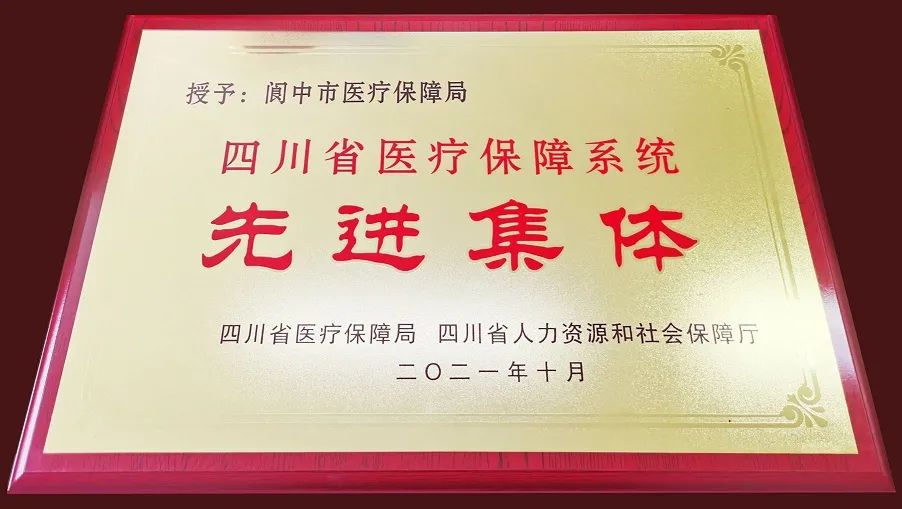 授予：阆中市医疗保障局
四川省医疗保障系统
先进集体
四川省医疗保障局 四川省人力资源和社会保障厅
二〇二一年十月